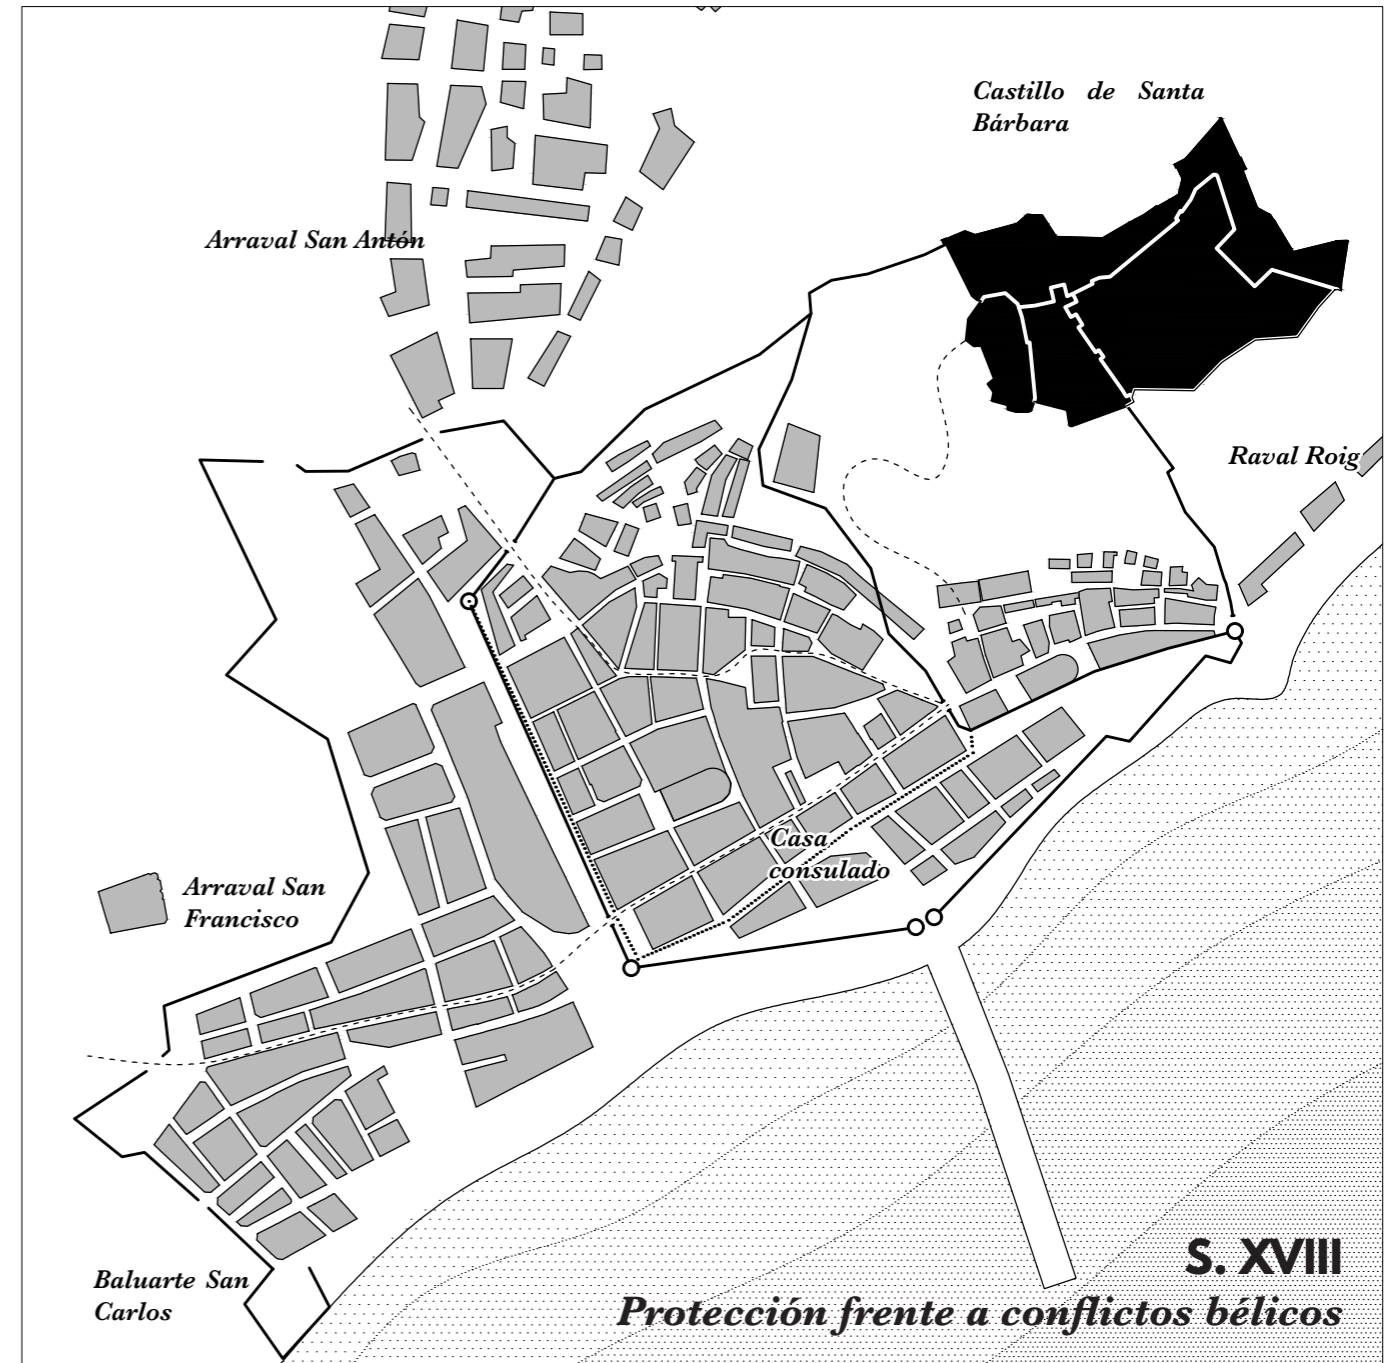 Castillo de Santa
Bárbara
Arraval San Antón
Raval Roig
Casa
consulado
Arraval San
Francisco
Baluarte San
Carlos
S. XVIII
Protección frente a conflictos bélicos